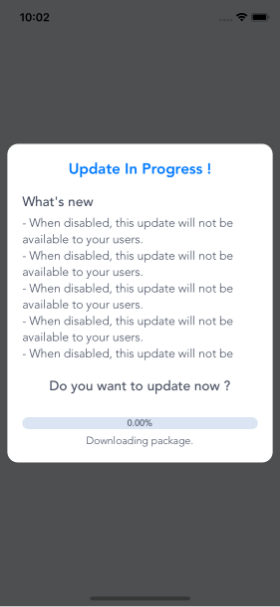 10:02
Update In Progress !
What's new
- When disabled, this update will not be
available to your users.
- When disabled, this update will not be
available to your users.
- When disabled, this update will not be
available to your users.
- When disabled, this update will not be
available to your users.
- When disabled, this update will not be
Do you want to update now ?
0.00%
Downloading package.